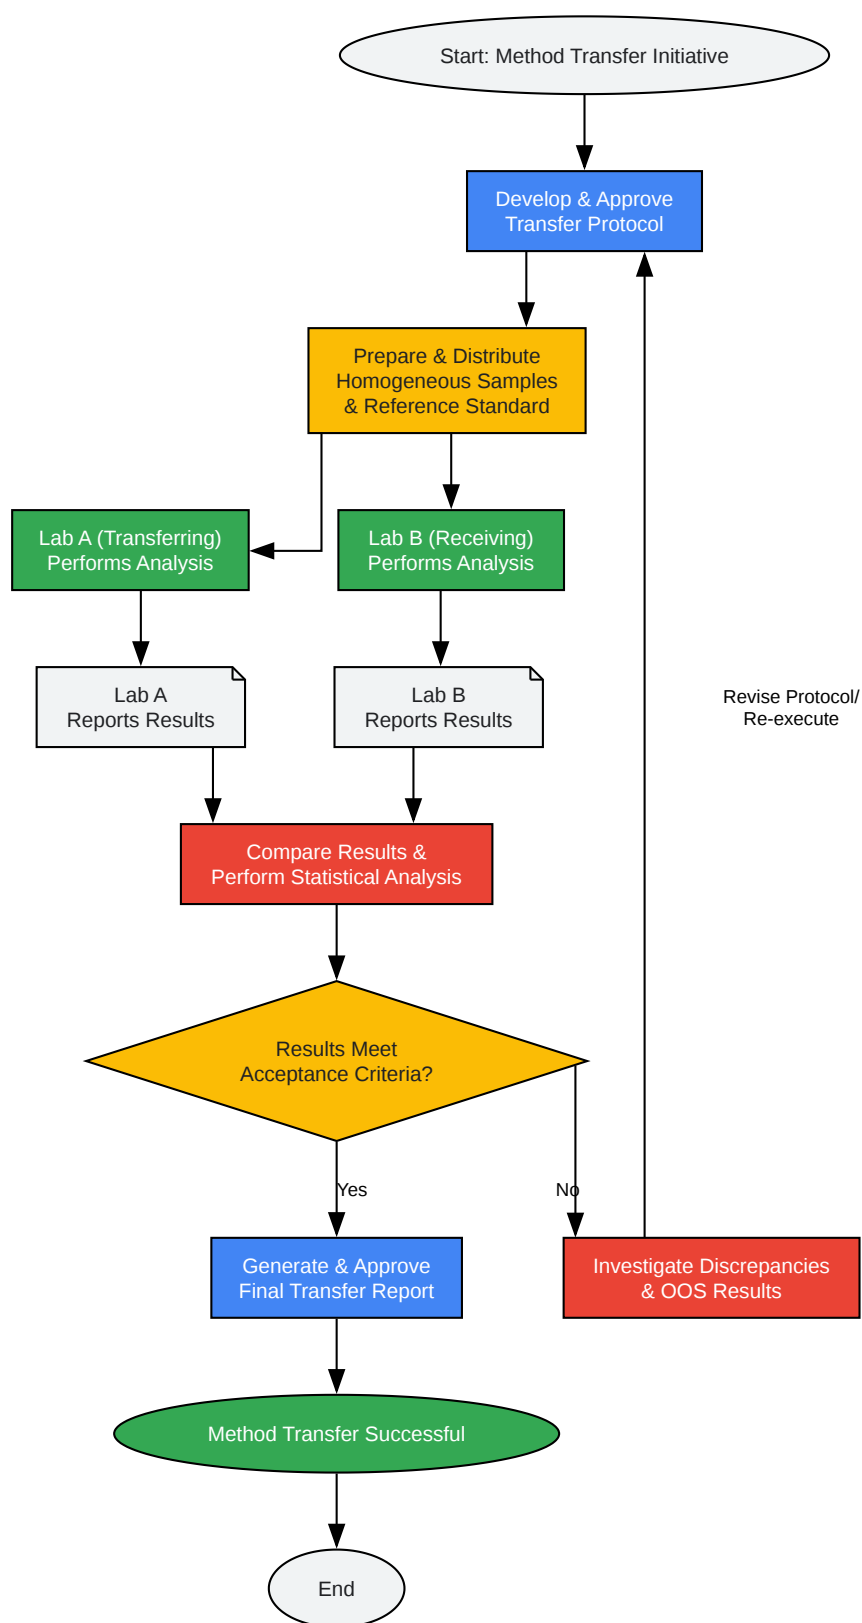 Start: Method Transfer Initiative
Develop & Approve
Transfer Protocol
Prepare & Distribute
Homogeneous Samples
& Reference Standard
Lab A (Transferring)
Performs Analysis
Lab B (Receiving)
Performs Analysis
Lab A
Reports Results
Lab B
Reports Results
Revise Protocol/
Re-execute
Compare Results &
Perform Statistical Analysis
Results Meet
Acceptance Criteria?
Yes
No
Generate & Approve
Final Transfer Report
Investigate Discrepancies
& OOS Results
Method Transfer Successful
End